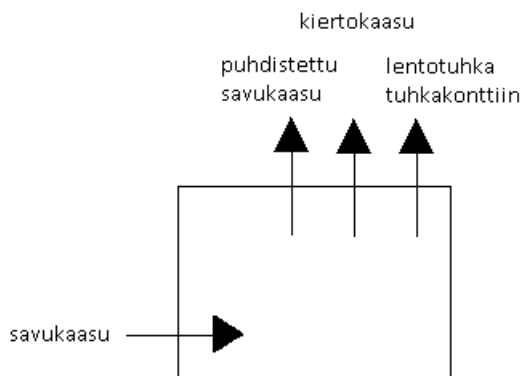 kiertokaasu
puhdistettu
savukaasu
lentotuhka
tuhkakonttiin
savukaasu